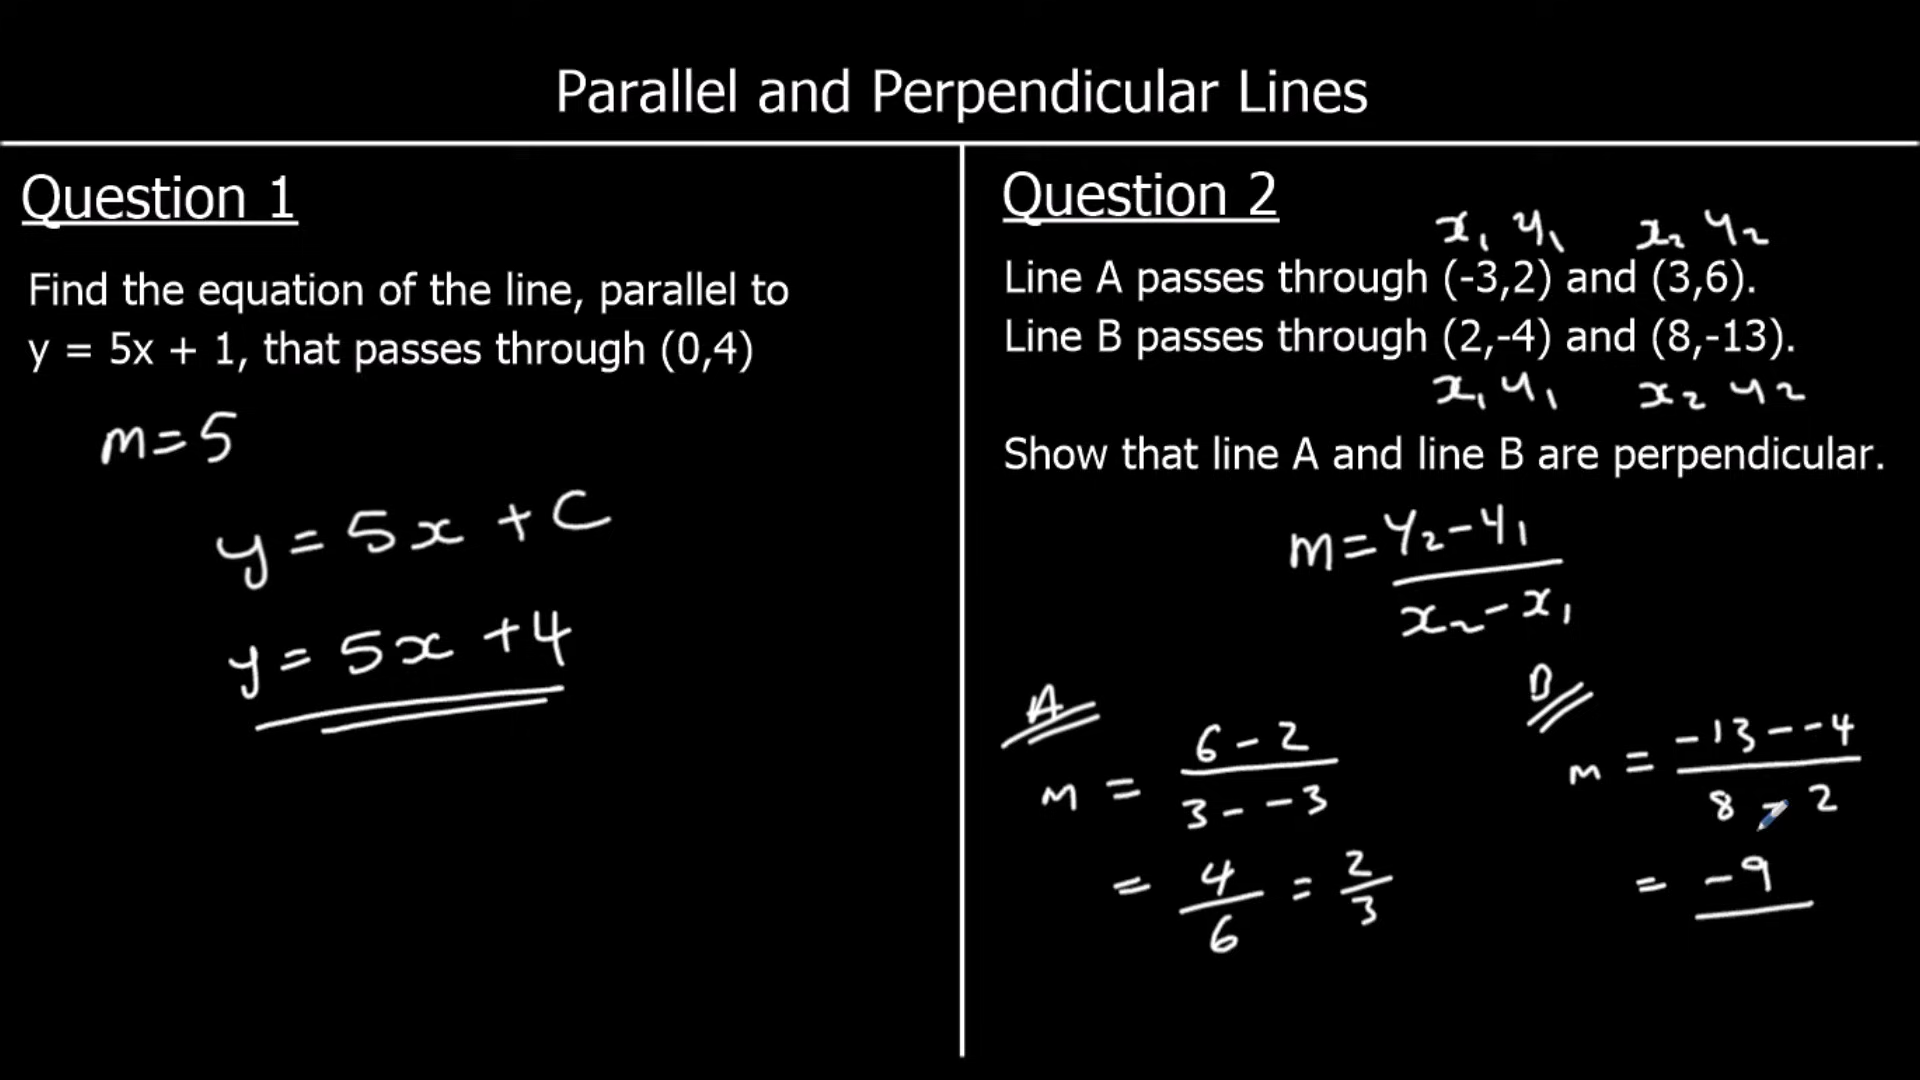 Parallel and Perpendicular Lines
Question 1
Find the equation of the line, parallel to
y = 5x + 1, that passes through (0,4)
m=5
y = 5x + C
y = 5x + 4
Question 2
x₁ y₁ x₂ y₂
Line A passes through (-3,2) and (3,6).
Line B passes through (2,-4) and (8,-13).
x₁ y₁ x₂ y₂
Show that line A and line B are perpendicular.
m = y₂ - y₁
x₂ - x₁
A
m = 6 - 2
3 - -3
= 4 = 2
6 3
B
m = -13 - -4
8 - 2
= -9